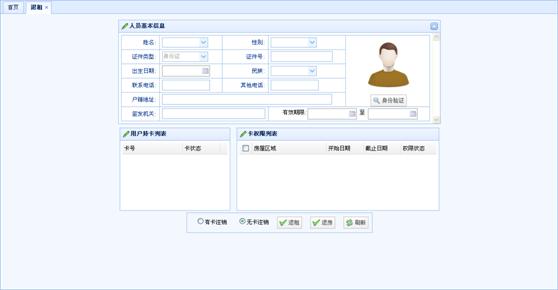 首页 退租 ×
人员基本信息
姓名: 性别:
证件类型: 身份证 证件号:
出生日期: 民族:
联系电话: 其他电话:
户籍地址:
签发机关: 有效期限: 至
身份验证
用户持卡列表
卡号 卡状态
卡权限列表
房屋区域 开始日期 截止日期 权限状态
有卡注销 无卡注销 退租 退房 刷新